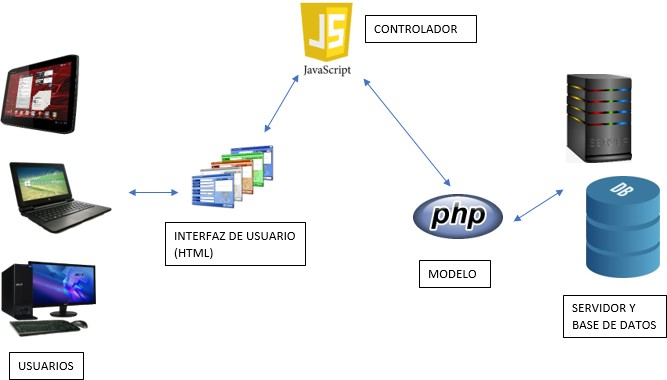 JS
JavaScript
CONTROLADOR
INTERFAZ DE USUARIO
(HTML)
php
MODELO
DB
SERVIDOR Y
BASE DE DATOS
USUARIOS